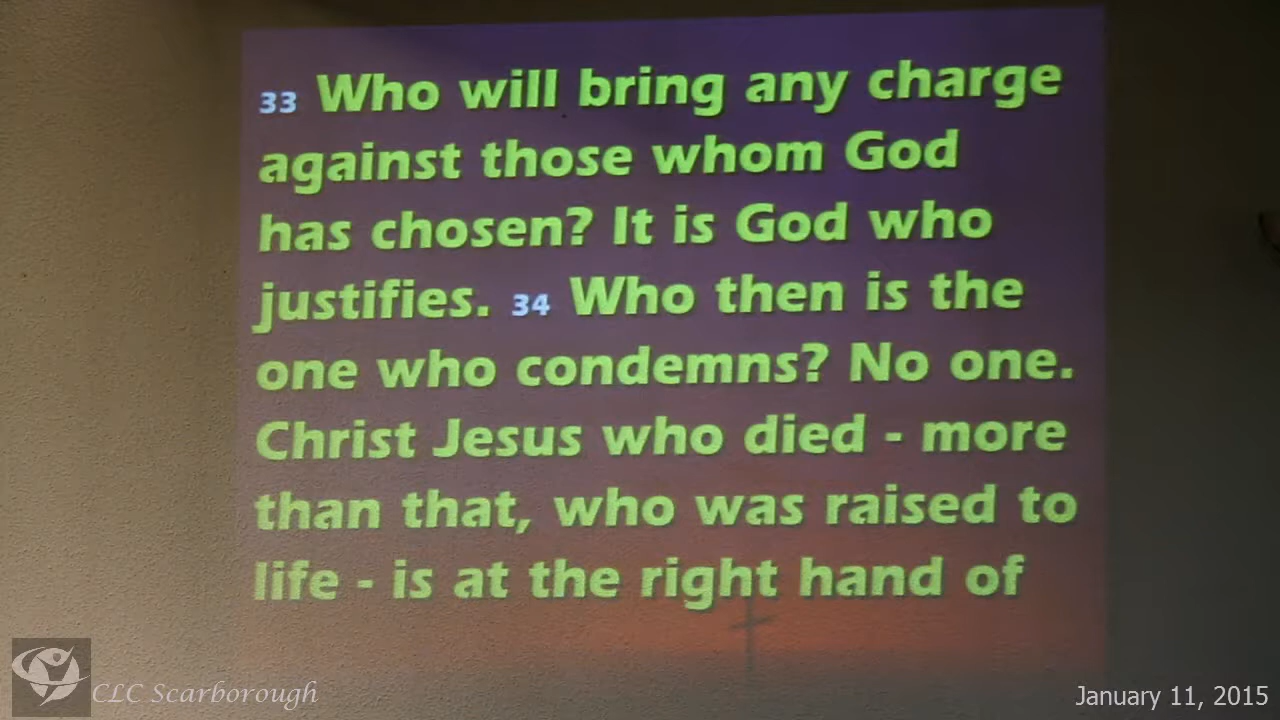 33 Who will bring any charge
against those whom God
has chosen? It is God who
justifies. 34 Who then is the
one who condemns? No one.
Christ Jesus who died - more
than that, who was raised to
life - is at the right hand of
CLC Scarborough
January 11, 2015